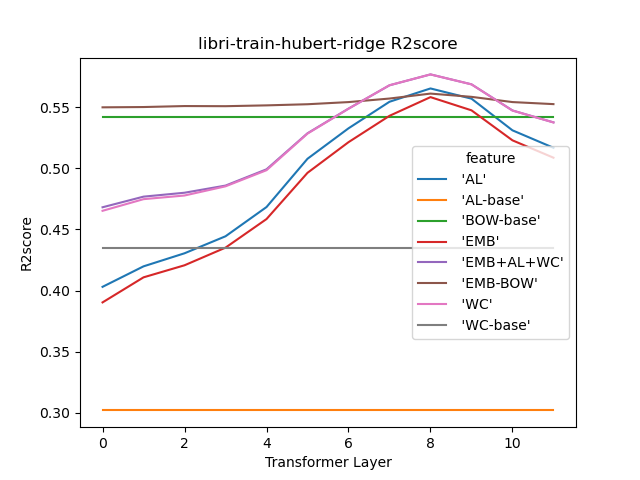 libri-train-hubert-ridge R2score
R2score
0.55
0.50
0.45
0.40
0.35
0.30
feature
'AL'
'AL-base'
'BOW-base'
'EMB'
'EMB+AL+WC'
'EMB-BOW'
'WC'
'WC-base'
0 2 4 6 8 10
Transformer Layer